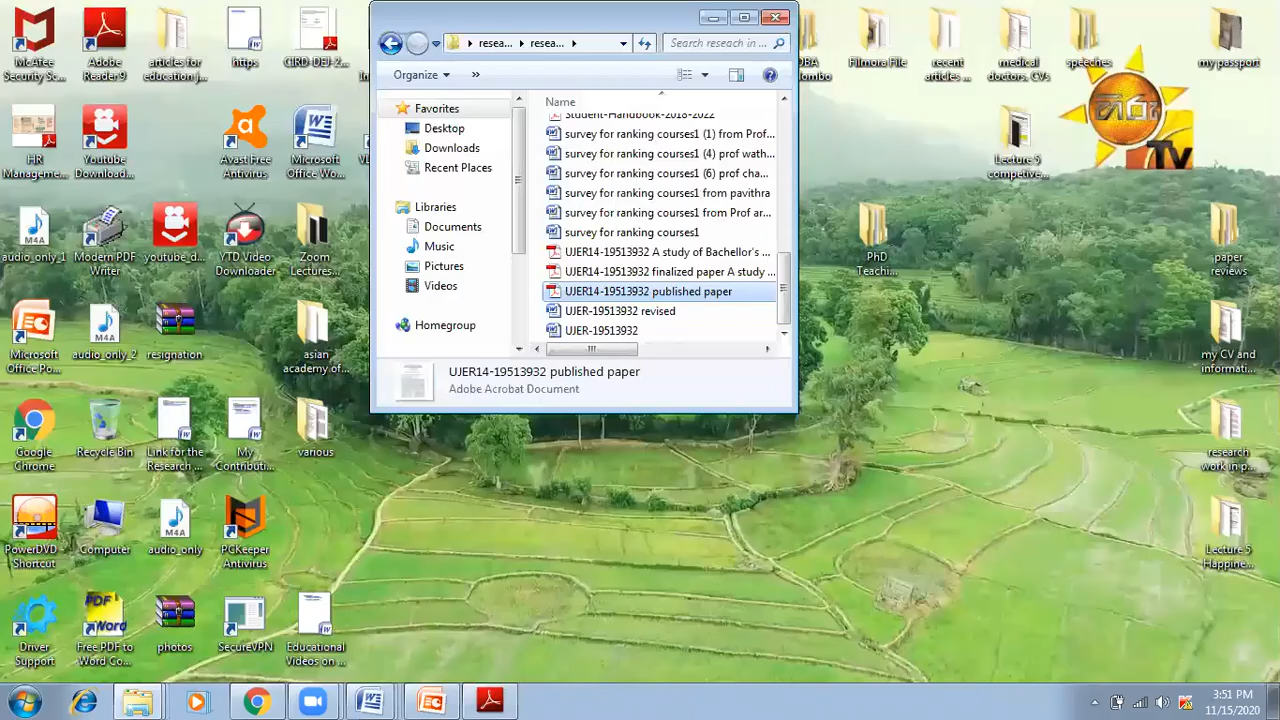 McAfee
Security Sc...
Adobe
Reader 9
articles for
education j...
https
CIRD-DEJ-2...
Filmora File
recent
articles ...
medical
doctors, CVs
speeches
my passport
HR
Manageme...
Youtube
Download...
Avast Free
Antivirus
Microsoft
Office Wo...
Lecture 5
competive...
හිරු
TV
audio_only_1
Modern PDF
Writer
youtube_d...
YTD Video
Downloader
Zoom
Lectures...
PhD
Teachi...
paper
reviews
Microsoft
Office Po...
audio_only_2
resignation
asian
academy of...
my CV and
informati...
Google
Chrome
Recycle Bin
Link for the
Research ...
My
Contributi...
various
research
work in p...
PowerDVD
Shortcut
Computer
audio_only
PCKeeper
Antivirus
Lecture 5
Happine...
Driver
Support
PDF
Word
Free PDF to
Word Co...
photos
SecureVPN
Educational
Videos on ...
resea...
resea...
Search reseach in ...
Organize
»
Favorites
Desktop
Downloads
Recent Places
Libraries
Documents
Music
Pictures
Videos
Homegroup
Name
Student-Handbook-2018-2022
survey for ranking courses1 (1) from Prof...
survey for ranking courses1 (4) prof wath...
survey for ranking courses1 (6) prof cha...
survey for ranking courses1 from pavithra
survey for ranking courses1 from Prof ar...
survey for ranking courses1
UJER14-19513932 A study of Bachelor's ...
UJER14-19513932 finalized paper A study ...
UJER14-19513932 published paper
UJER-19513932 revised
UJER-19513932
UJER14-19513932 published paper
Adobe Acrobat Document
3:51 PM
11/15/2020